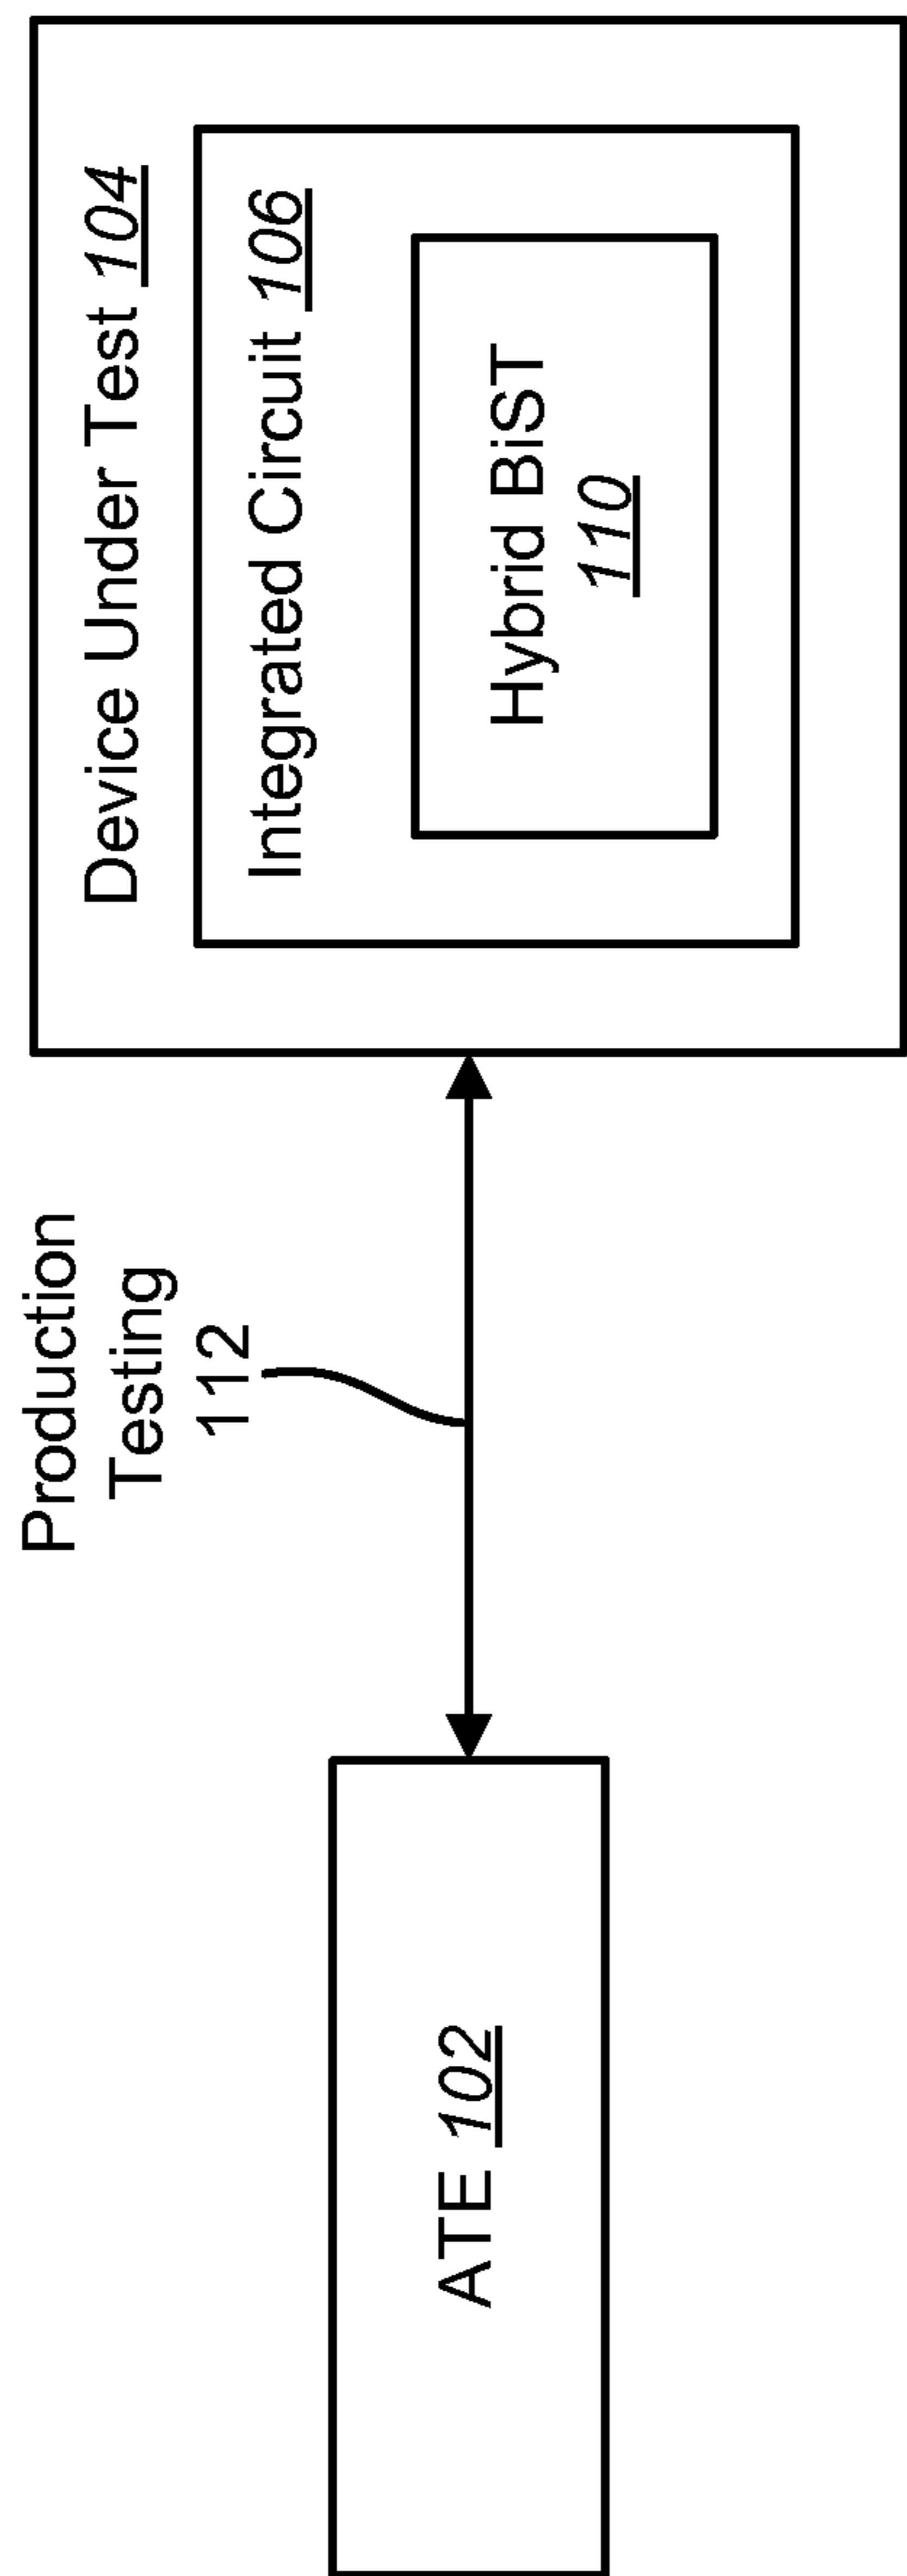 ATE 102
Production
Testing
112
Device Under Test 104
Integrated Circuit 106
Hybrid BiST
110